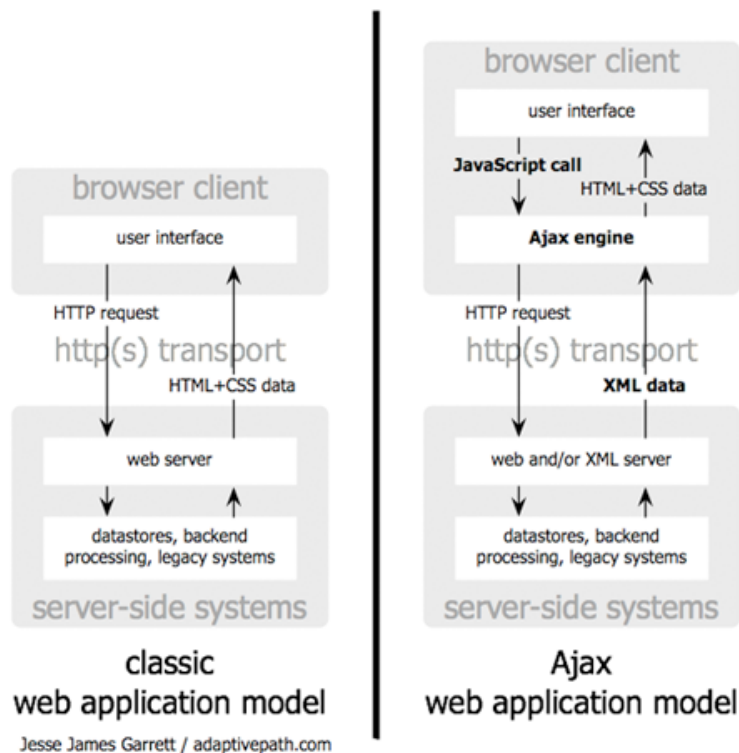 browser client
user interface
HTTP request
http(s) transport
HTML+CSS data
web server
datastores, backend
processing, legacy systems
server-side systems
classic
web application model
Jesse James Garrett / adaptivepath.com
browser client
user interface
JavaScript call
HTML+CSS data
Ajax engine
HTTP request
http(s) transport
XML data
web and/or XML server
datastores, backend
processing, legacy systems
server-side systems
Ajax
web application model